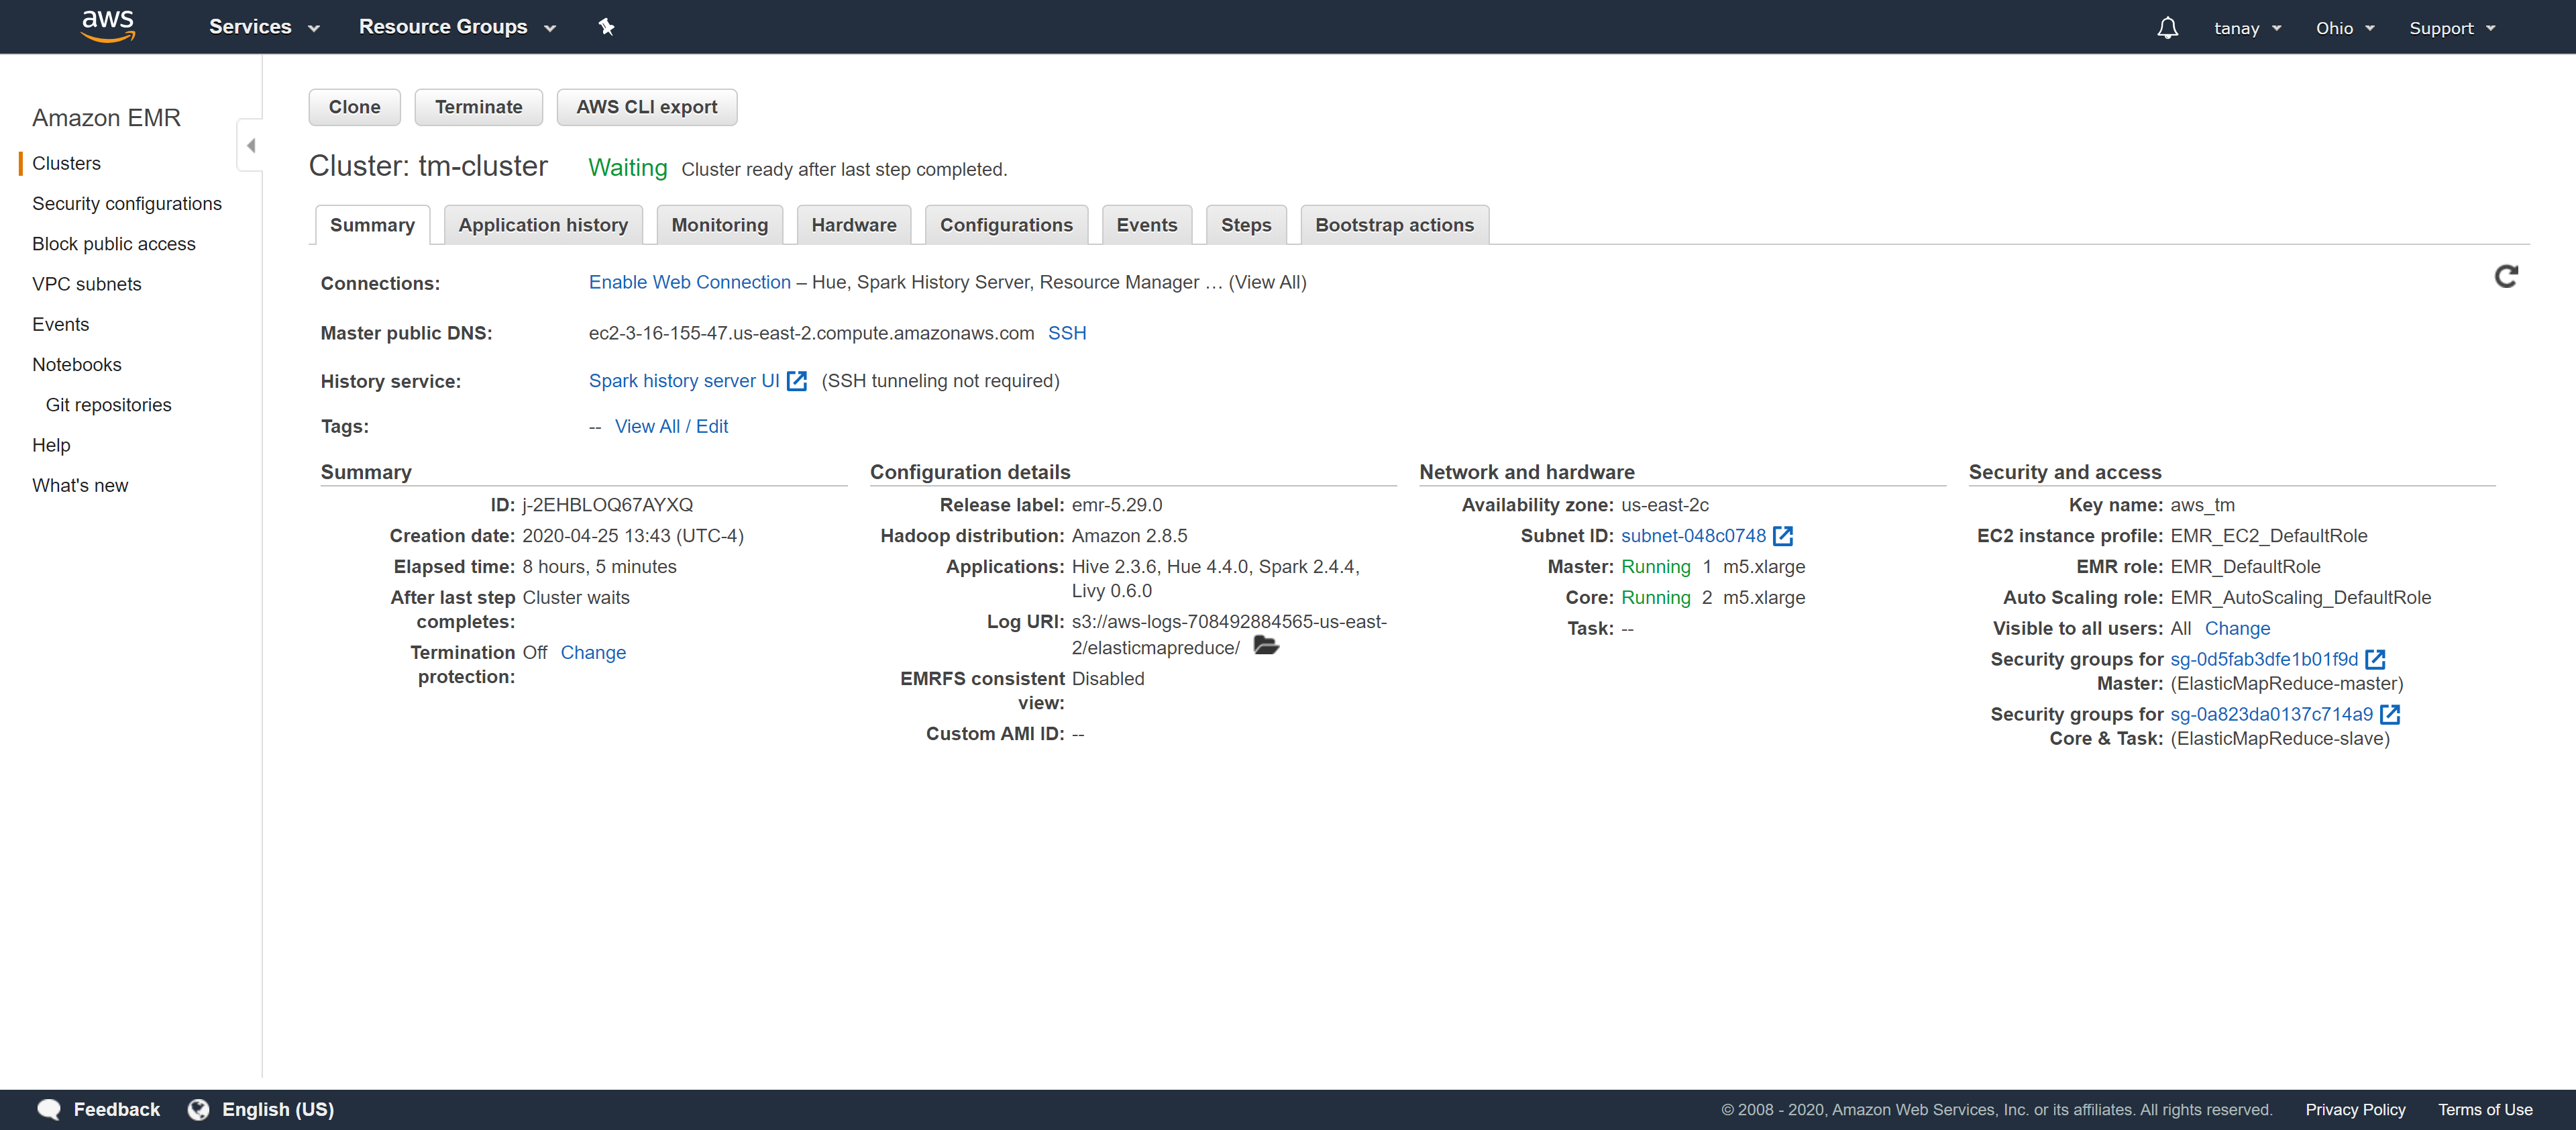 aws Services Resource Groups tanay Ohio Support
Amazon EMR
Clusters
Security configurations
Block public access
VPC subnets
Events
Notebooks
Git repositories
Help
What's new
Clone Terminate AWS CLI export
Cluster: tm-cluster Waiting Cluster ready after last step completed.
Summary Application history Monitoring Hardware Configurations Events Steps Bootstrap actions
Connections: Enable Web Connection – Hue, Spark History Server, Resource Manager … (View All)
Master public DNS: ec2-3-16-155-47.us-east-2.compute.amazonaws.com SSH
History service: Spark history server UI (SSH tunneling not required)
Tags: -- View All / Edit
Summary
ID: j-2EHBLOQ67AYXQ
Creation date: 2020-04-25 13:43 (UTC-4)
Elapsed time: 8 hours, 5 minutes
After last step Cluster waits
completes:
Termination Off Change
protection:
Configuration details
Release label: emr-5.29.0
Hadoop distribution: Amazon 2.8.5
Applications: Hive 2.3.6, Hue 4.4.0, Spark 2.4.4,
Livy 0.6.0
Log URI: s3://aws-logs-708492884565-us-east-
2/elasticmapreduce/
EMRFS consistent Disabled
view:
Custom AMI ID: --
Network and hardware
Availability zone: us-east-2c
Subnet ID: subnet-048c0748
Master: Running 1 m5.xlarge
Core: Running 2 m5.xlarge
Task: --
Security and access
Key name: aws_tm
EC2 instance profile: EMR_EC2_DefaultRole
EMR role: EMR_DefaultRole
Auto Scaling role: EMR_AutoScaling_DefaultRole
Visible to all users: All Change
Security groups for sg-0d5fab3dfe1b01f9d
Master: (ElasticMapReduce-master)
Security groups for sg-0a823da0137c714a9
Core & Task: (ElasticMapReduce-slave)
Feedback English (US) © 2008 - 2020, Amazon Web Services, Inc. or its affiliates. All rights reserved. Privacy Policy Terms of Use